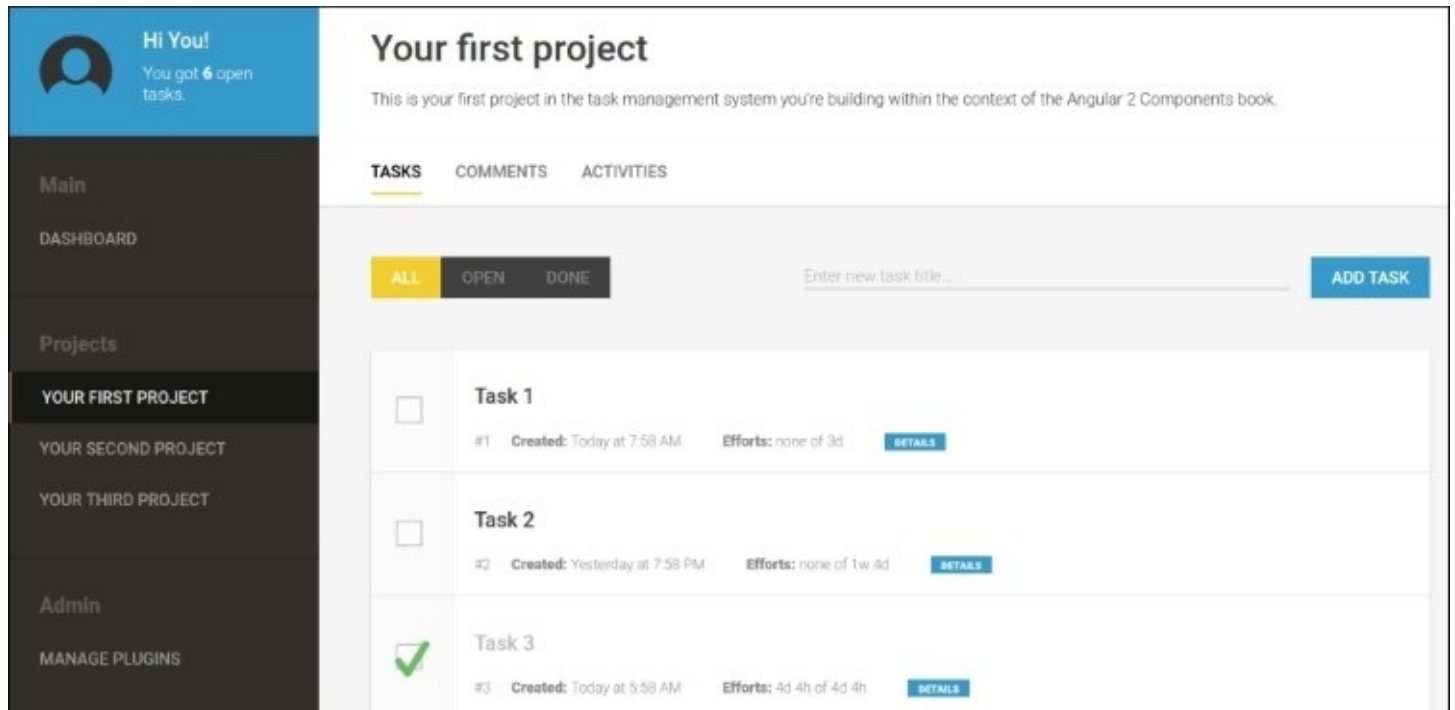 Hi You!
You got 6 open
tasks.
Main
DASHBOARD
Projects
YOUR FIRST PROJECT
YOUR SECOND PROJECT
YOUR THIRD PROJECT
Admin
MANAGE PLUGINS
Your first project
This is your first project in the task management system you're building within the context of the Angular 2 Components book.
TASKS COMMENTS ACTIVITIES
ALL OPEN DONE Enter new task title... ADD TASK
Task 1
#1 Created: Today at 7:58 AM Efforts: none of 3d DETAILS
Task 2
#2 Created: Yesterday at 7:58 PM Efforts: none of 1w 4d DETAILS
Task 3
#3 Created: Today at 5:58 AM Efforts: 4d 4h of 4d 4h DETAILS